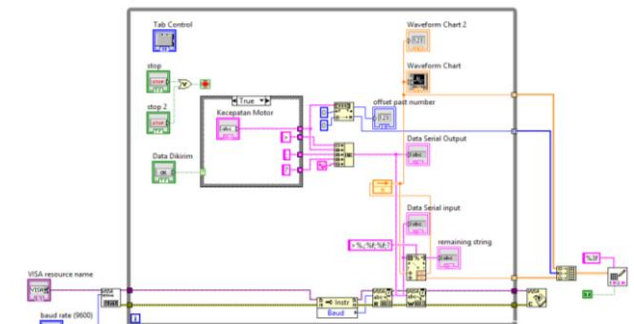 Tab Control
Waveform Chart 2
stop
Waveform Chart
True
offset past number
Kecepatan Motor
stop 2
Data Serial Output
Data Dikirim
Data Serial input
remaining string
VISA resource name
Instr
Baud
baud rate (9600)